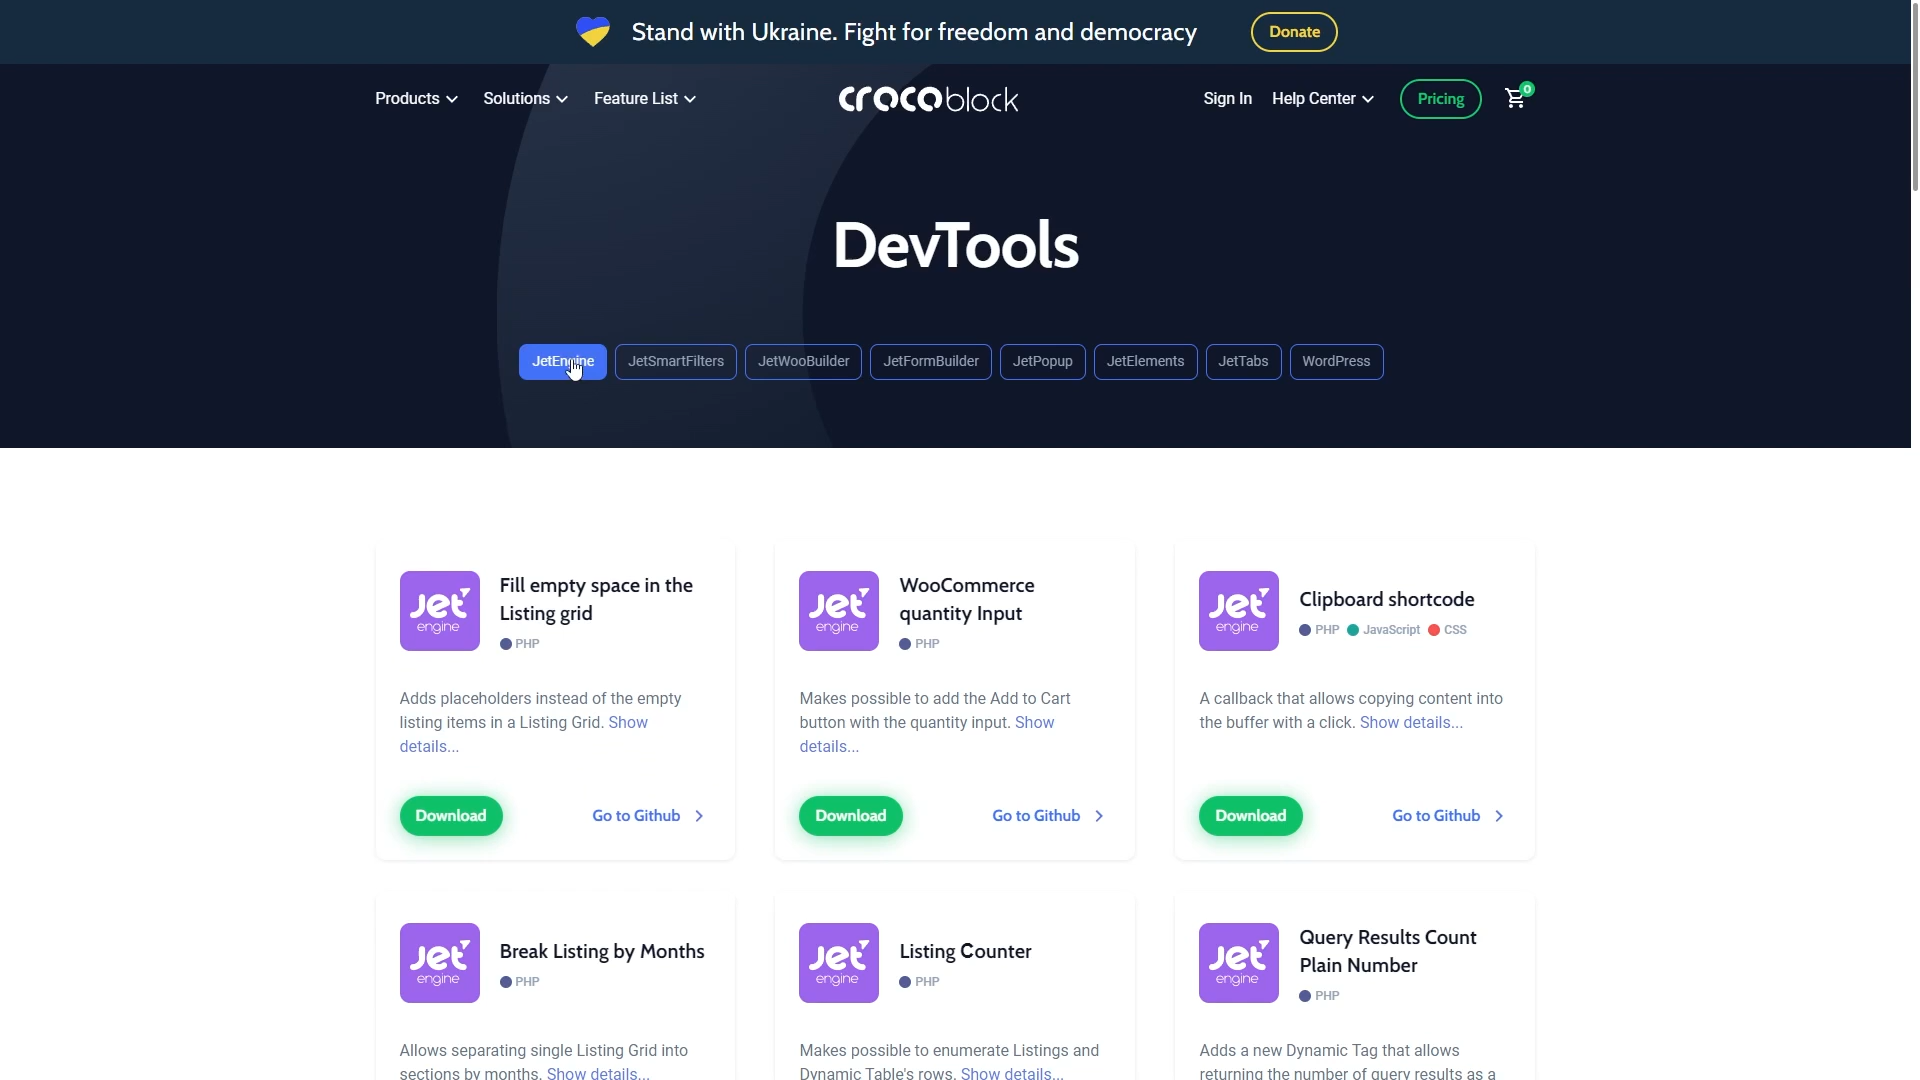 Stand with Ukraine. Fight for freedom and democracy
Donate
Products
Solutions
Feature List
crocoblock
Sign In
Help Center
Pricing
0
DevTools
JetEngine
JetSmartFilters
JetWooBuilder
JetFormBuilder
JetPopup
JetElements
JetTabs
WordPress
Jet engine
Fill empty space in the
Listing grid
PHP
Adds placeholders instead of the empty
listing items in a Listing Grid. Show
details...
Download
Go to Github
Jet engine
WooCommerce
quantity Input
PHP
Makes possible to add the Add to Cart
button with the quantity input. Show
details...
Download
Go to Github
Jet engine
Clipboard shortcode
PHP JavaScript CSS
A callback that allows copying content into
the buffer with a click. Show details...
Download
Go to Github
Jet engine
Break Listing by Months
PHP
Allows separating single Listing Grid into
sections by months. Show details...
Jet engine
Listing Counter
PHP
Makes possible to enumerate Listings and
Dynamic Table's rows. Show details...
Jet engine
Query Results Count
Plain Number
PHP
Adds a new Dynamic Tag that allows
returning the number of query results as a